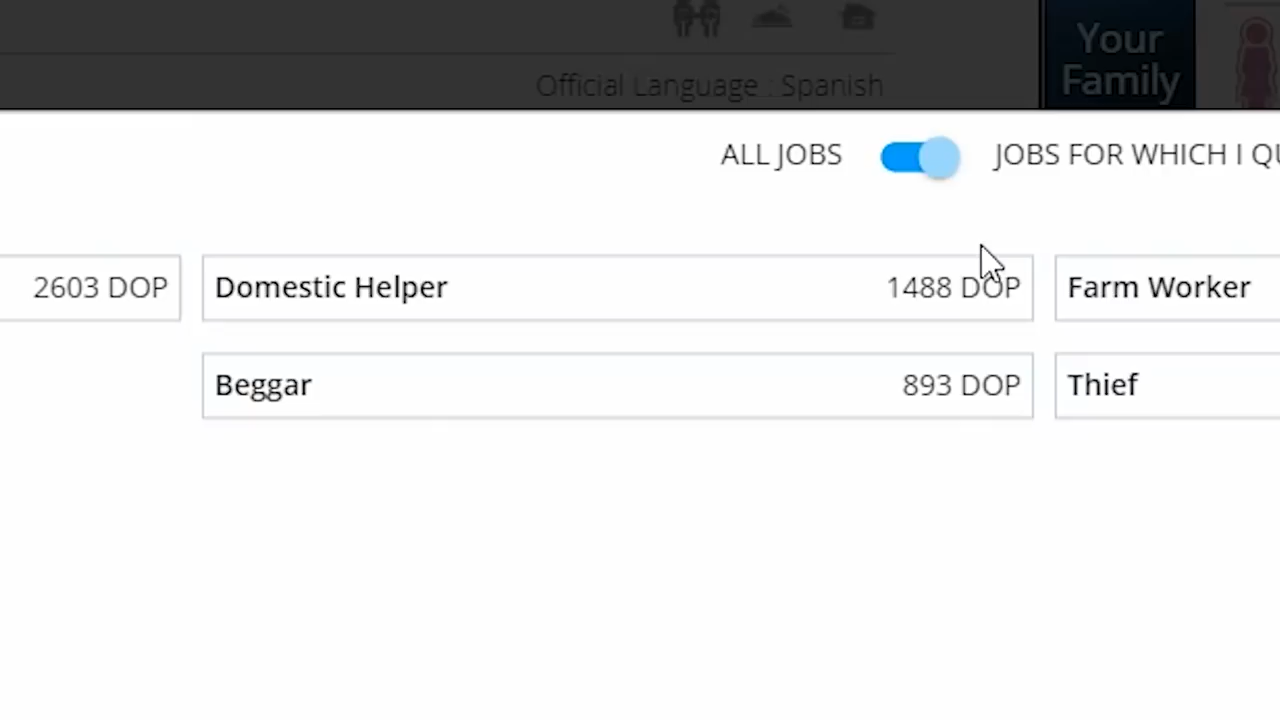 Your
Family
Official Language : Spanish
ALL JOBS
JOBS FOR WHICH I
2603 DOP
Domestic Helper
1488 DOP
Farm Worker
Beggar
893 DOP
Thief